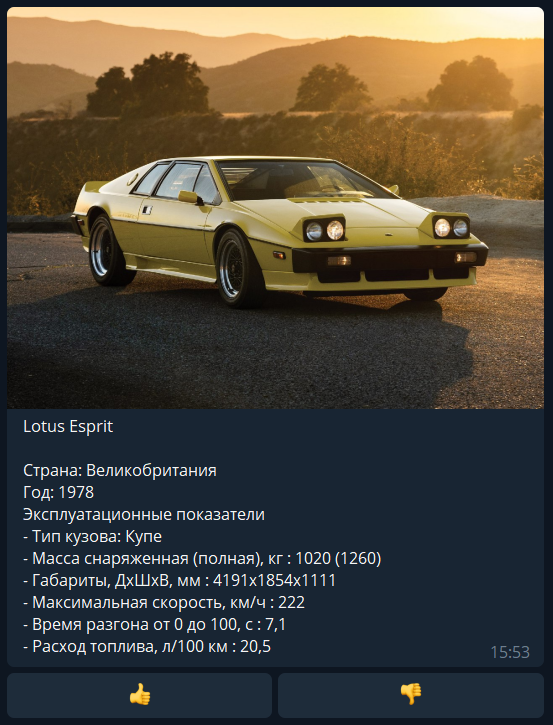 Lotus Esprit
Страна: Великобритания
Год: 1978
Эксплуатационные показатели
- Тип кузова: Купе
- Масса снаряженная (полная), кг : 1020 (1260)
- Габариты, ДхШхВ, мм : 4191x1854x1111
- Максимальная скорость, км/ч : 222
- Время разгона от 0 до 100, с : 7,1
- Расход топлива, л/100 км : 20,5
15:53